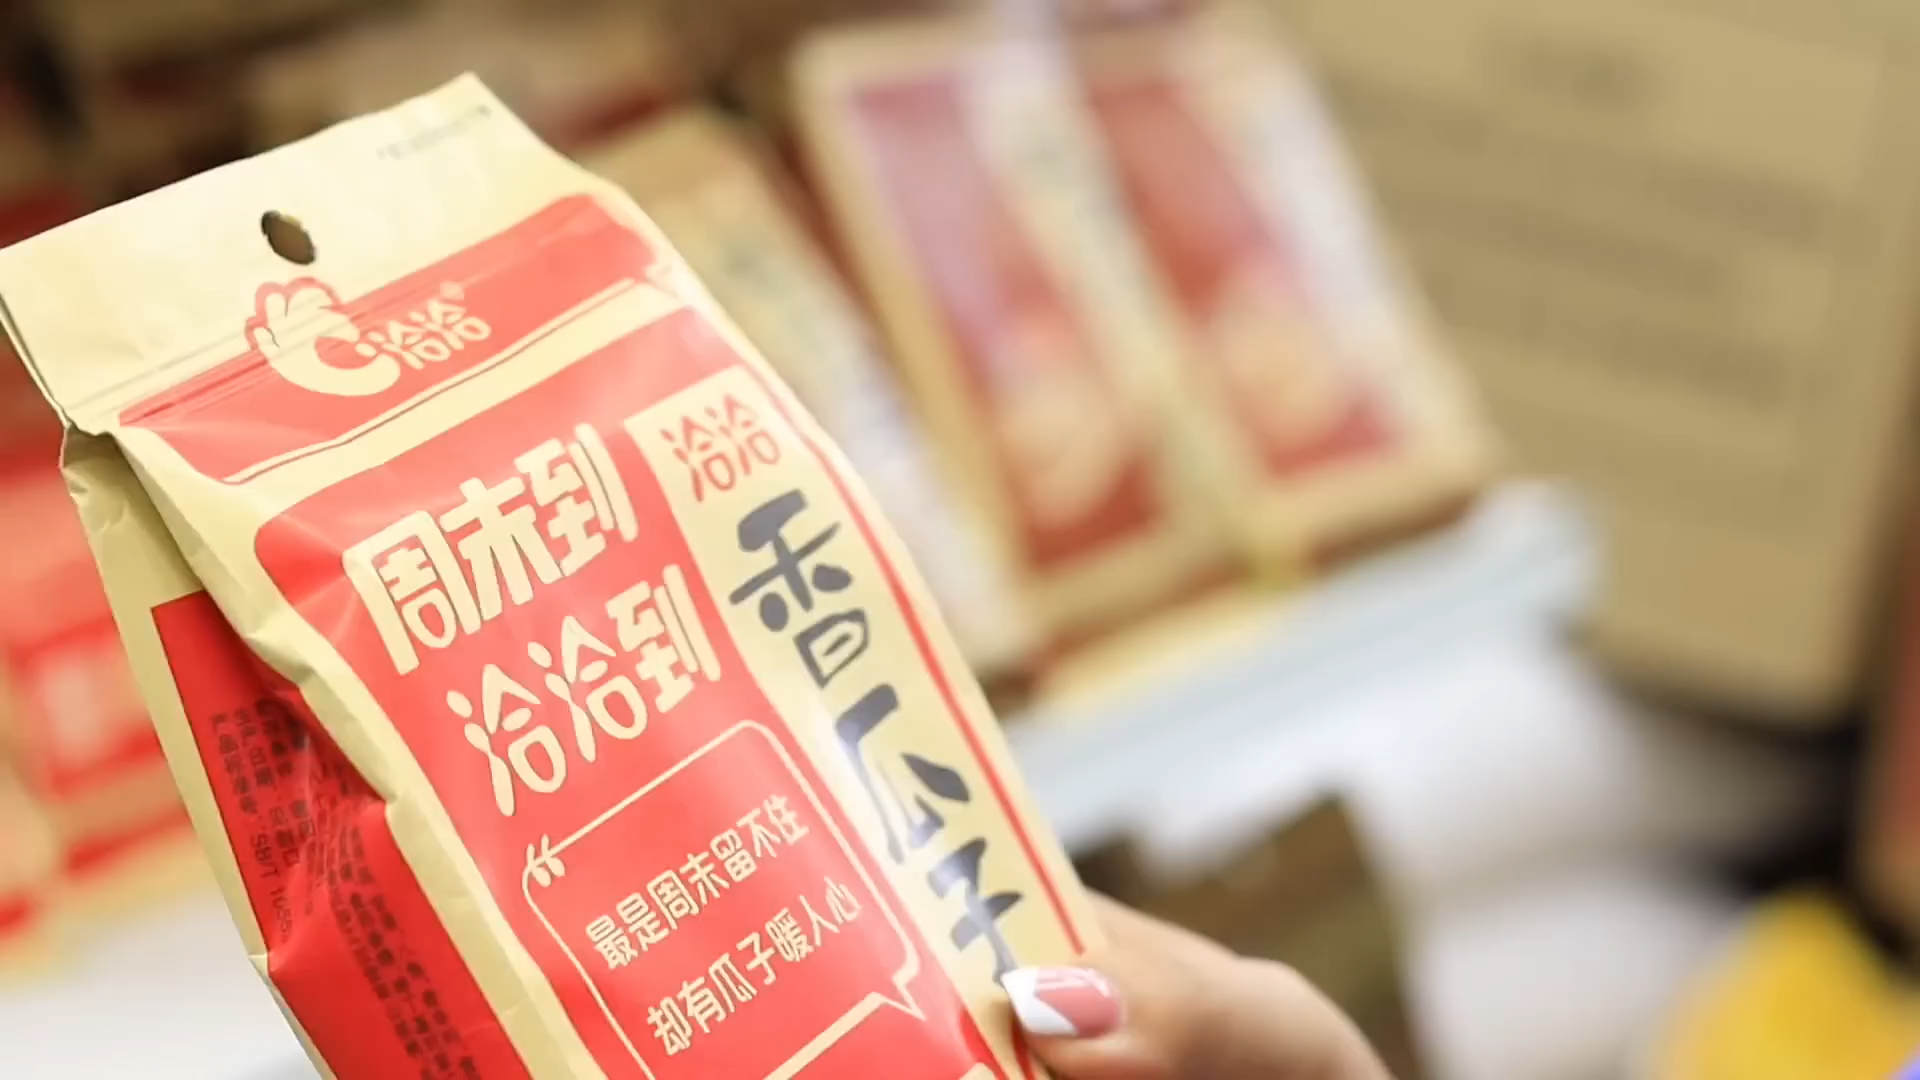 洽洽
周末到
洽洽到
洽洽
香瓜子
最是周末留不住
却有瓜子暖人心